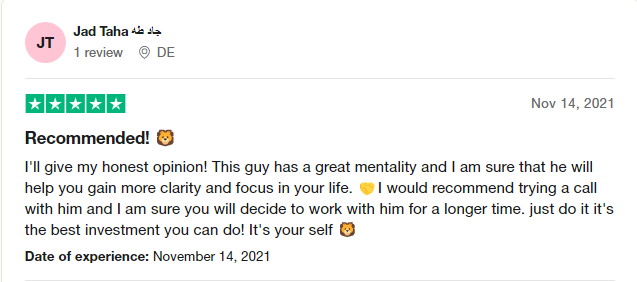 JT
Jad Taha جاد طه
1 review DE
Nov 14, 2021
Recommended! 🦁
I'll give my honest opinion! This guy has a great mentality and I am sure that he will
help you gain more clarity and focus in your life. 🤝 I would recommend trying a call
with him and I am sure you will decide to work with him for a longer time. just do it it's
the best investment you can do! It's your self 🦁
Date of experience: November 14, 2021